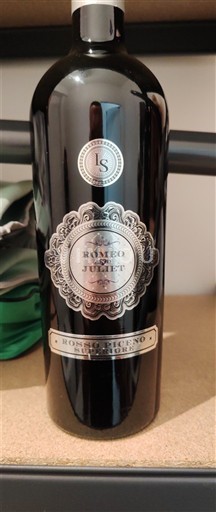 LS
ROMEO
& JULIET
ROSSO PICENO
SUPERIORE